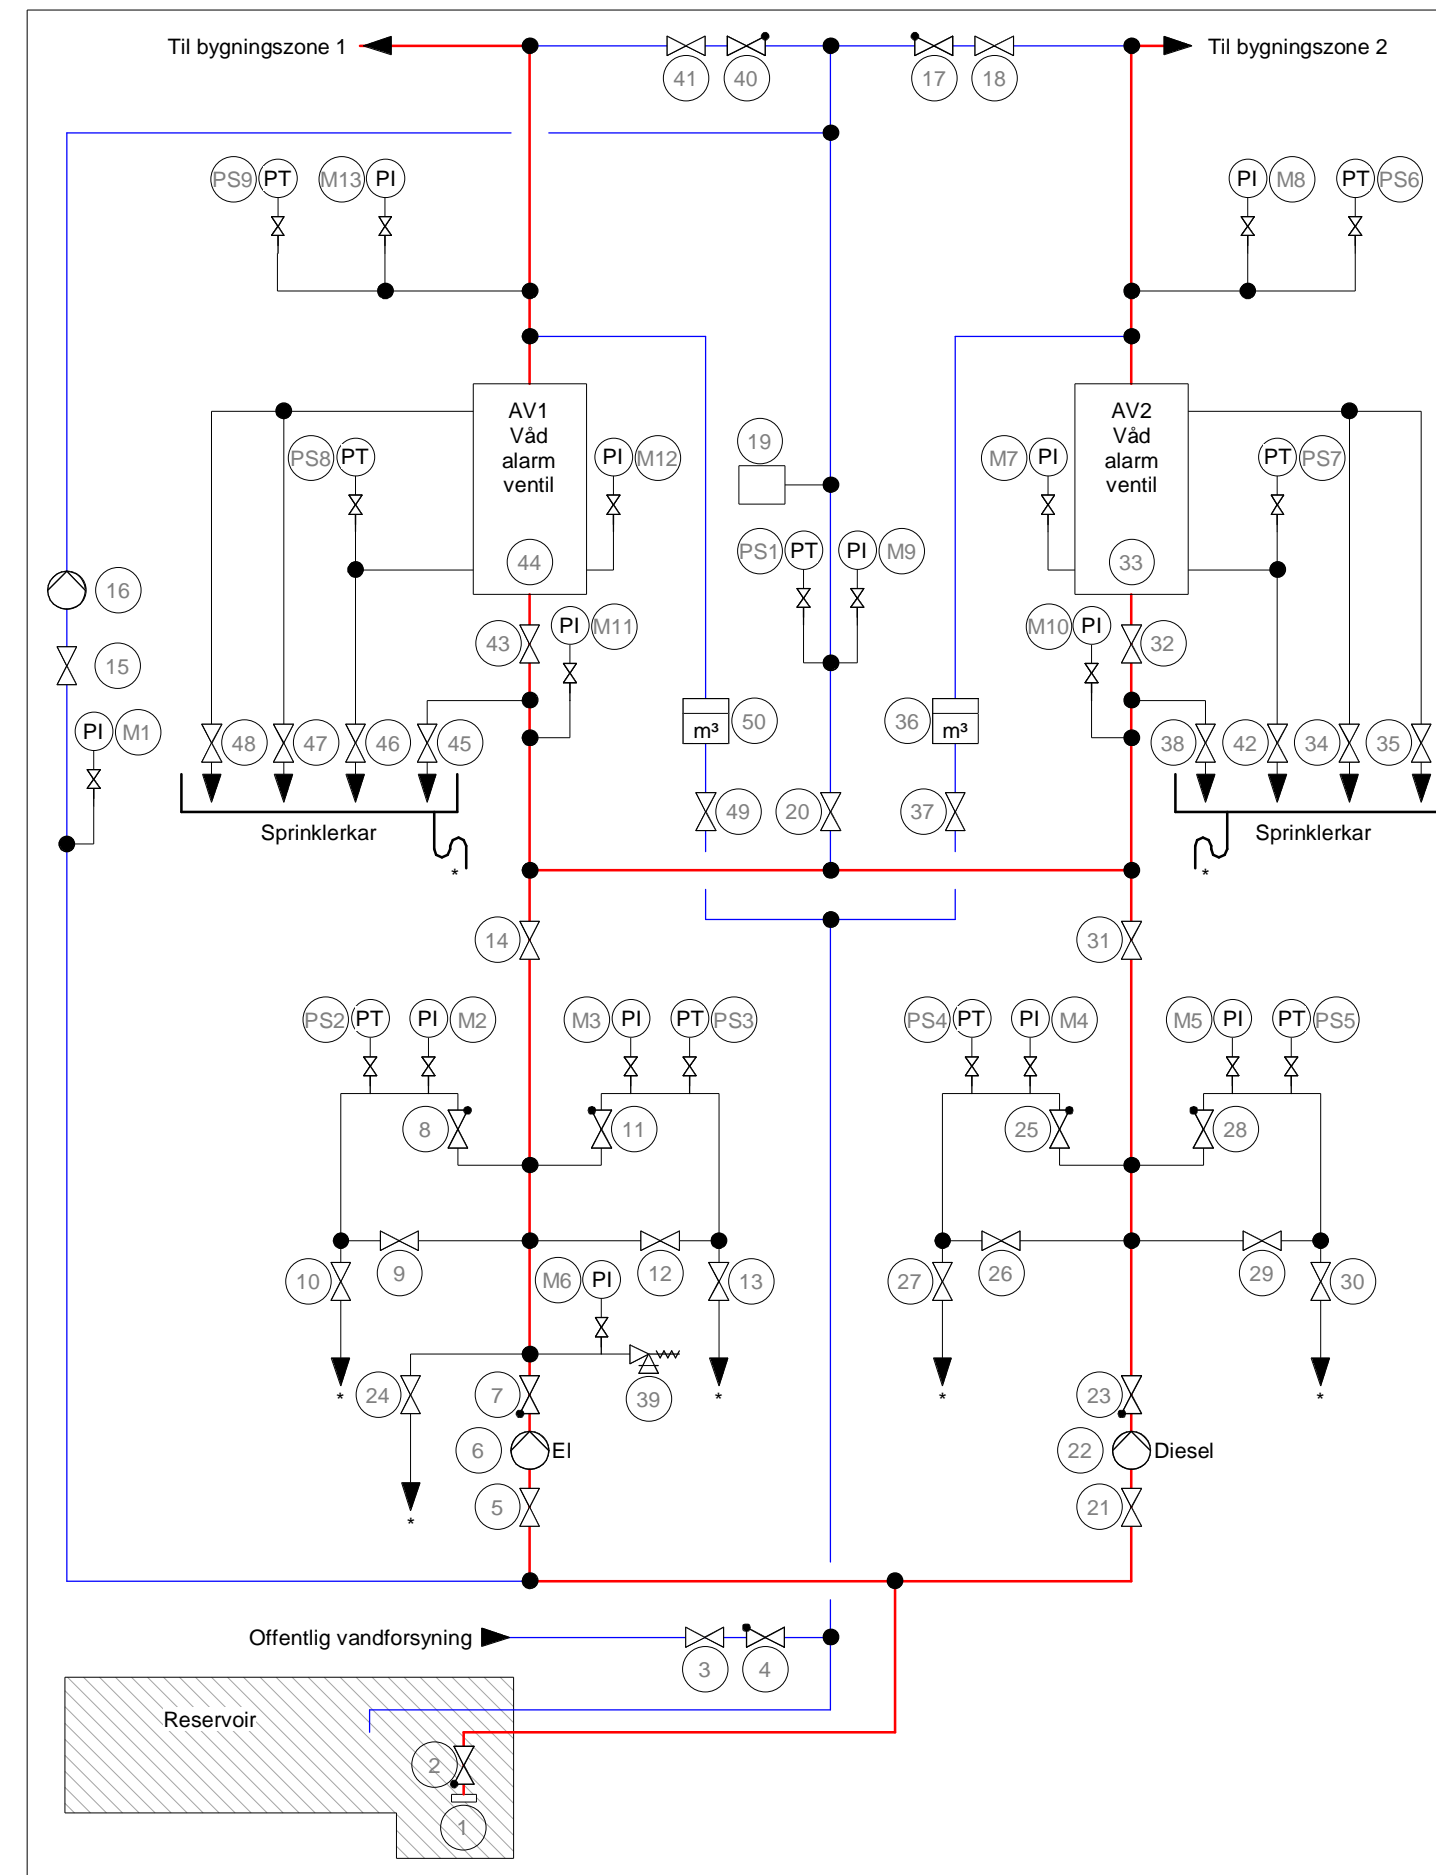 Til bygningszone 1
Til bygningszone 2
41
40
17
18
PS9 PT
M13 PI
PI M8
PT PS6
AV1
Våd
alarm
ventil
44
AV2
Våd
alarm
ventil
33
PS8 PT
PI M12
19
M7 PI
PT PS7
PS1 PT
PI M9
16
15
43
PI M11
M10 PI
32
PI M1
48
47
46
45
m³
50
36
m³
38
42
34
35
49
20
37
Sprinklerkar
*
Sprinklerkar
*
14
31
PS2 PT
PI M2
M3 PI
PT PS3
PS4 PT
PI M4
M5 PI
PT PS5
8
11
25
28
10
9
12
13
27
26
29
30
M6 PI
24
7
39
23
*
*
*
*
6
El
22
Diesel
5
21
*
Offentlig vandforsyning
3
4
Reservoir
2
1